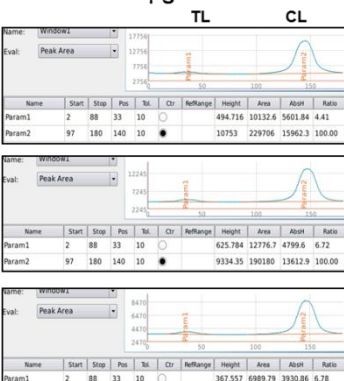 TL CL
Name: Window1
Eval: Peak Area
17756
12756
7756
2756
50 100 150
Param1
Param2
Name Start Stop Pos Tol. Ctr RefRange Height Area AbsH Ratio
Param1 2 88 33 10 494.716 10132.6 5601.84 4.41
Param2 97 180 140 10 10753 229706 15962.3 100.00
Name: Window1
Eval: Peak Area
12245
7245
2245
50 100 150
Param1
Param2
Name Start Stop Pos Tol. Ctr RefRange Height Area AbsH Ratio
Param1 2 88 33 10 625.784 12776.7 4799.6 6.72
Param2 97 180 140 10 9334.35 190180 13612.9 100.00
Name: Window1
Eval: Peak Area
8470
6470
4470
2470
50 100 150
Param1
Param2
Name Start Stop Pos Tol. Ctr RefRange Height Area AbsH Ratio
Param1 2 88 33 10 367.557 6989.79 3930.86 6.78